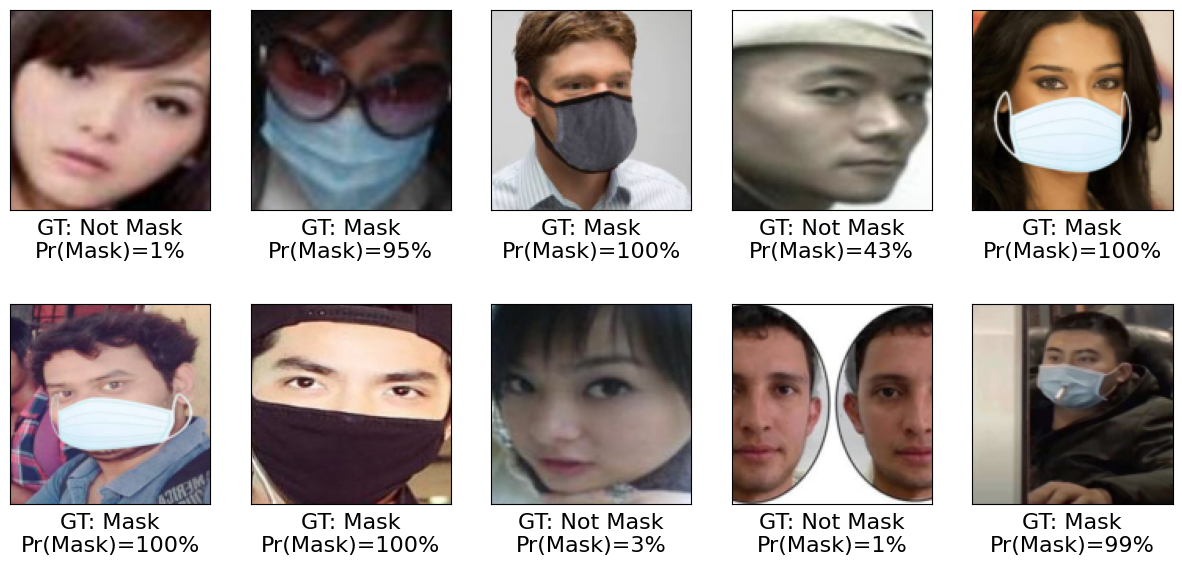 GT: Not Mask
Pr(Mask)=1%
GT: Mask
Pr(Mask)=95%
GT: Mask
Pr(Mask)=100%
GT: Not Mask
Pr(Mask)=43%
GT: Mask
Pr(Mask)=100%
GT: Mask
Pr(Mask)=100%
GT: Mask
Pr(Mask)=100%
GT: Not Mask
Pr(Mask)=3%
GT: Not Mask
Pr(Mask)=1%
GT: Mask
Pr(Mask)=99%